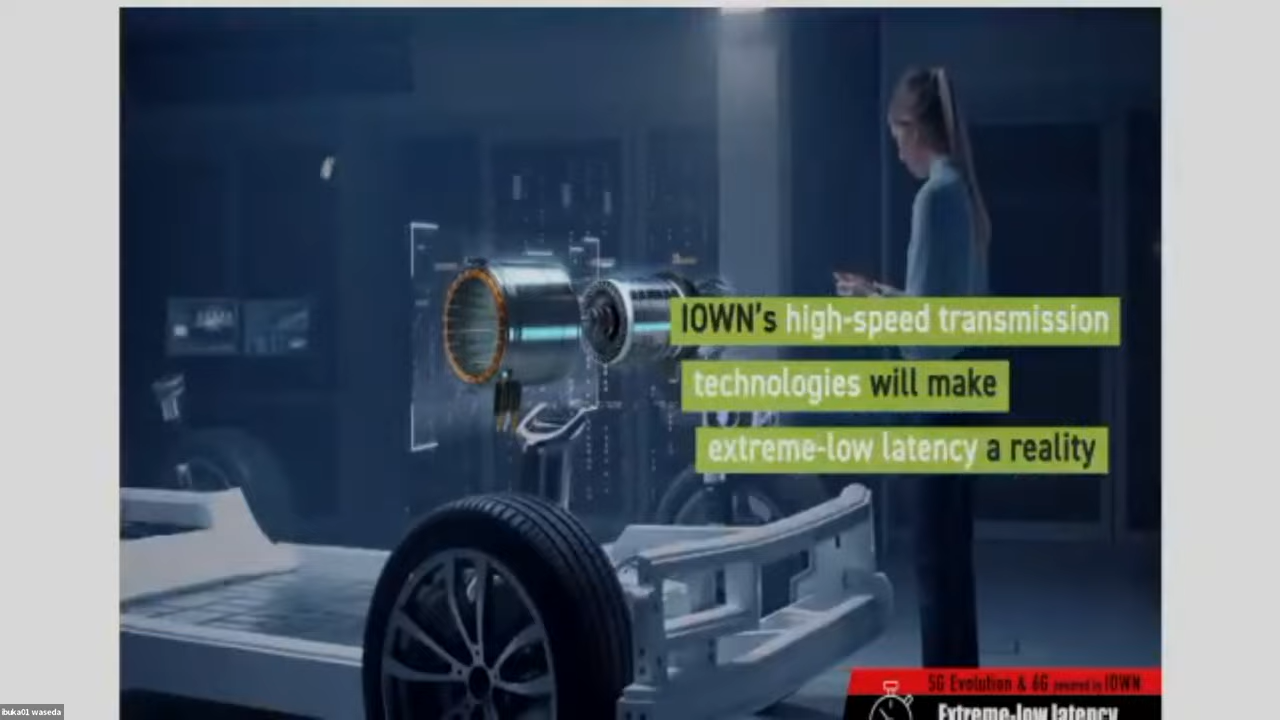 IOWN's high-speed transmission
technologies will make
extreme-low latency a reality
5G Evolution & 6G powered by IOWN
Extreme-low latency
ibuka01 waseda